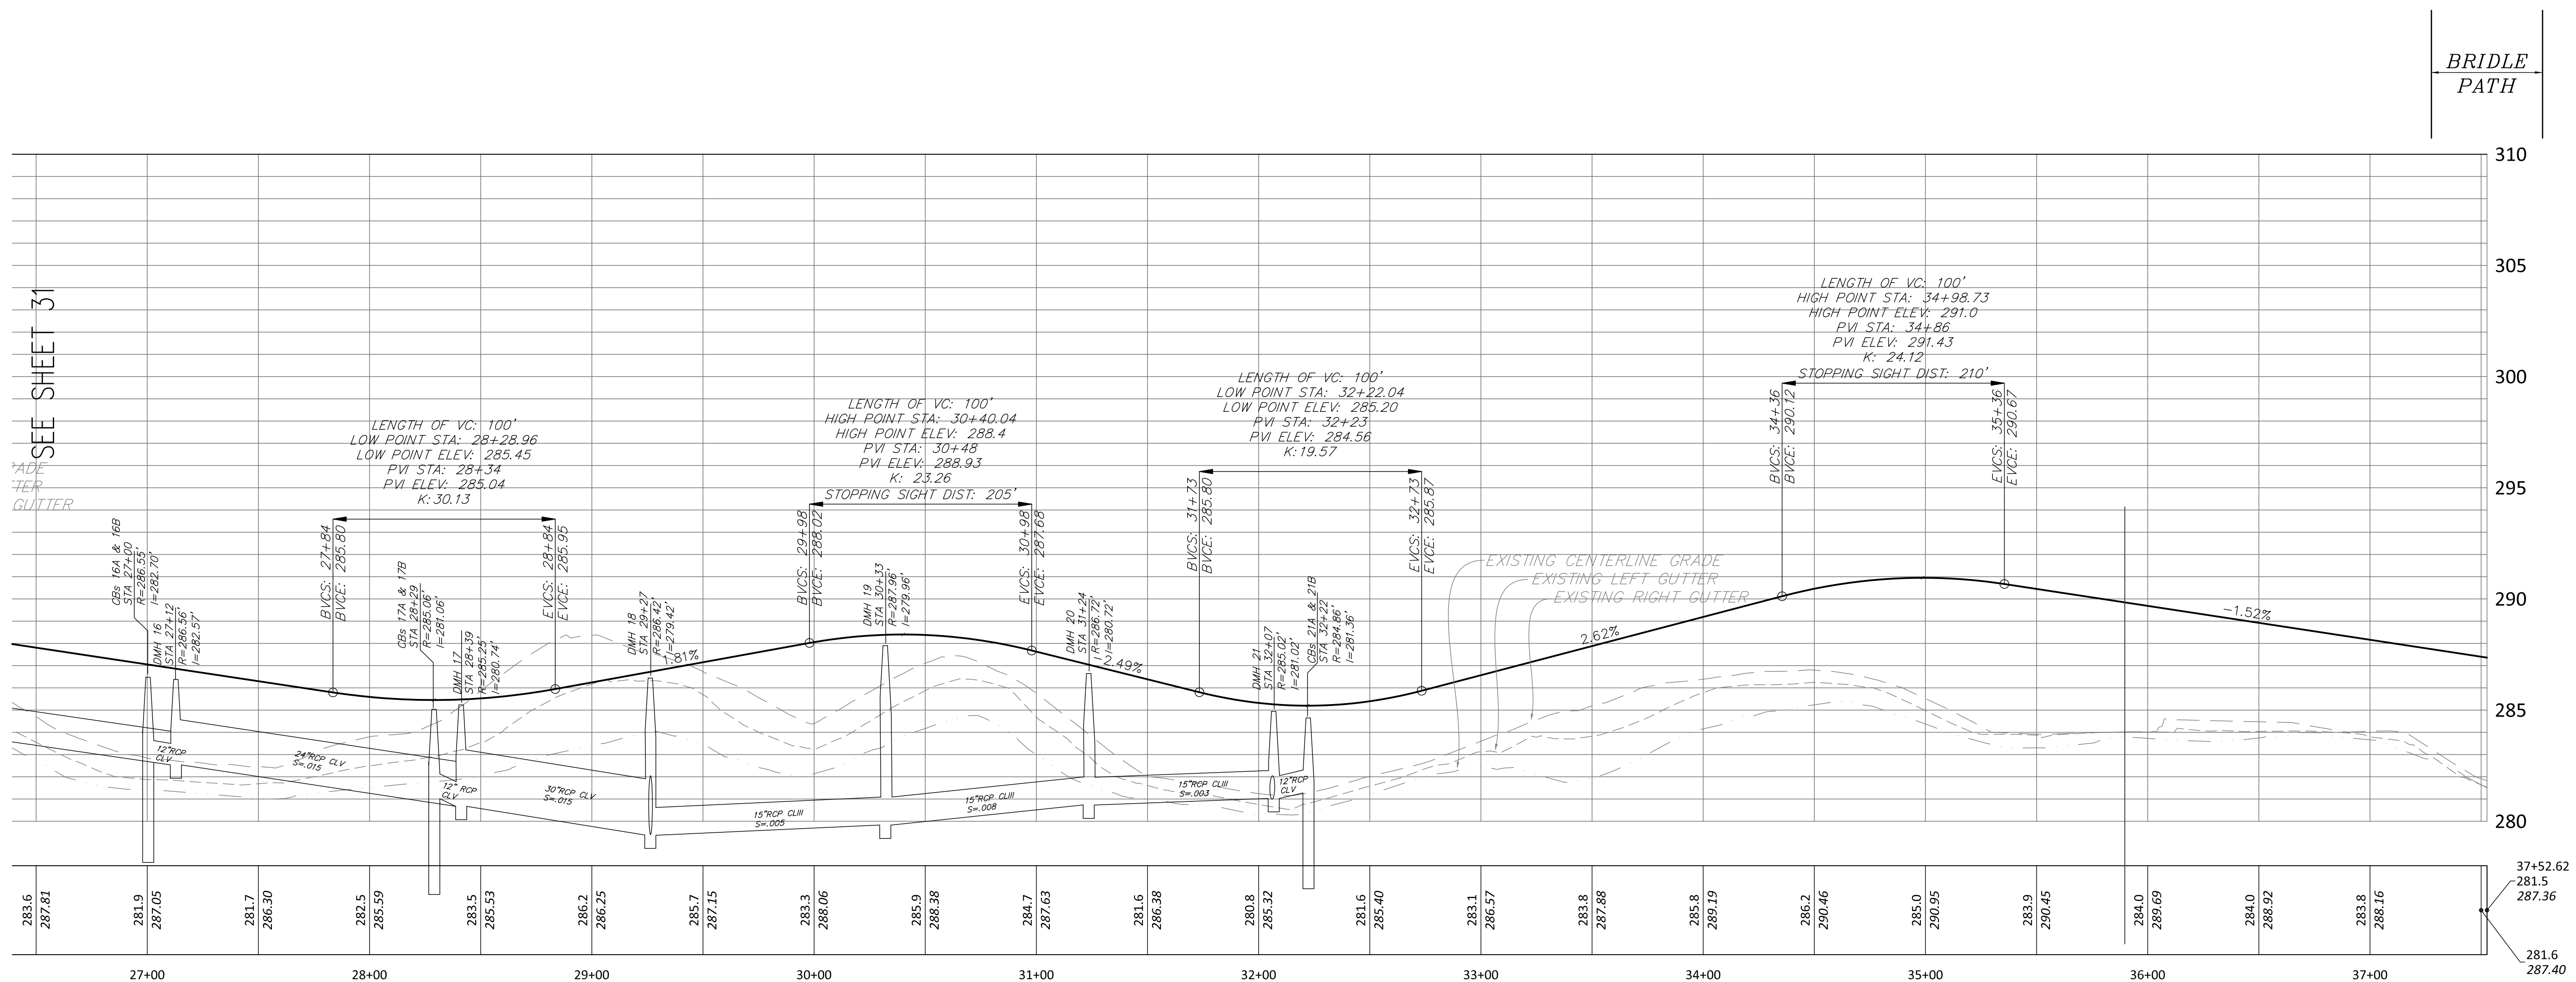 BRIDLE
PATH
SEE SHEET 31
GUTTER
310
305
300
295
290
285
280
CBs 16A & 16B
STA 27+00
R=286.55'
I=282.70'
DMH 16
STA 27+12
R=286.56'
I=282.57'
LENGTH OF VC: 100'
LOW POINT STA: 28+28.96
LOW POINT ELEV: 285.45
PVI STA: 28+34
PVI ELEV: 285.04
K: 30.13
BVCS: 27+84
BVCE: 285.80
EVCS: 28+84
EVCE: 285.95
CBs 17A & 17B
STA 28+29
R=285.06'
I=281.06'
DMH 17
STA 28+39
R=285.25'
I=280.74'
DMH 18
STA 29+27
R=286.42'
I=279.42'
1.81%
LENGTH OF VC: 100'
HIGH POINT STA: 30+40.04
HIGH POINT ELEV: 288.4
PVI STA: 30+48
PVI ELEV: 288.93
K: 23.26
STOPPING SIGHT DIST: 205'
BVCS: 29+98
BVCE: 288.02
EVCS: 30+98
EVCE: 287.68
DMH 19
STA 30+33
R=287.96'
I=279.96'
DMH 20
STA 31+24
R=286.72'
I=280.72'
-2.49%
LENGTH OF VC: 100'
LOW POINT STA: 32+22.04
LOW POINT ELEV: 285.20
PVI STA: 32+23
PVI ELEV: 284.56
K: 19.57
BVCS: 31+73
BVCE: 285.80
EVCS: 32+73
EVCE: 285.87
DMH 21
STA 32+07
R=285.02'
I=281.02'
CBs 21A & 21B
STA 32+22
R=284.86'
I=281.36'
EXISTING CENTERLINE GRADE
EXISTING LEFT GUTTER
EXISTING RIGHT GUTTER
2.62%
LENGTH OF VC: 100'
HIGH POINT STA: 34+98.73
HIGH POINT ELEV: 291.0
PVI STA: 34+86
PVI ELEV: 291.43
K: 24.12
STOPPING SIGHT DIST: 210'
BVCS: 34+36
BVCE: 290.12
EVCS: 35+36
EVCE: 290.67
-1.52%
12"RCP
CLV
24"RCP CLV
S=.015
12" RCP
CLV
30"RCP CLV
S=.015
15"RCP CLIII
S=.005
15"RCP CLIII
S=.008
15"RCP CLIII
S=.003
12"RCP
CLV
283.6
287.81
281.9
287.05
281.7
286.30
282.5
285.59
283.5
285.53
286.2
286.25
285.7
287.15
283.3
288.06
285.9
288.38
284.7
287.63
281.6
286.38
280.8
285.32
281.6
285.40
283.1
286.57
283.8
287.88
285.8
289.19
286.2
290.46
285.0
290.95
283.9
290.45
284.0
289.69
284.0
288.92
283.8
288.16
37+52.62
281.5
287.36
281.6
287.40
27+00
28+00
29+00
30+00
31+00
32+00
33+00
34+00
35+00
36+00
37+00